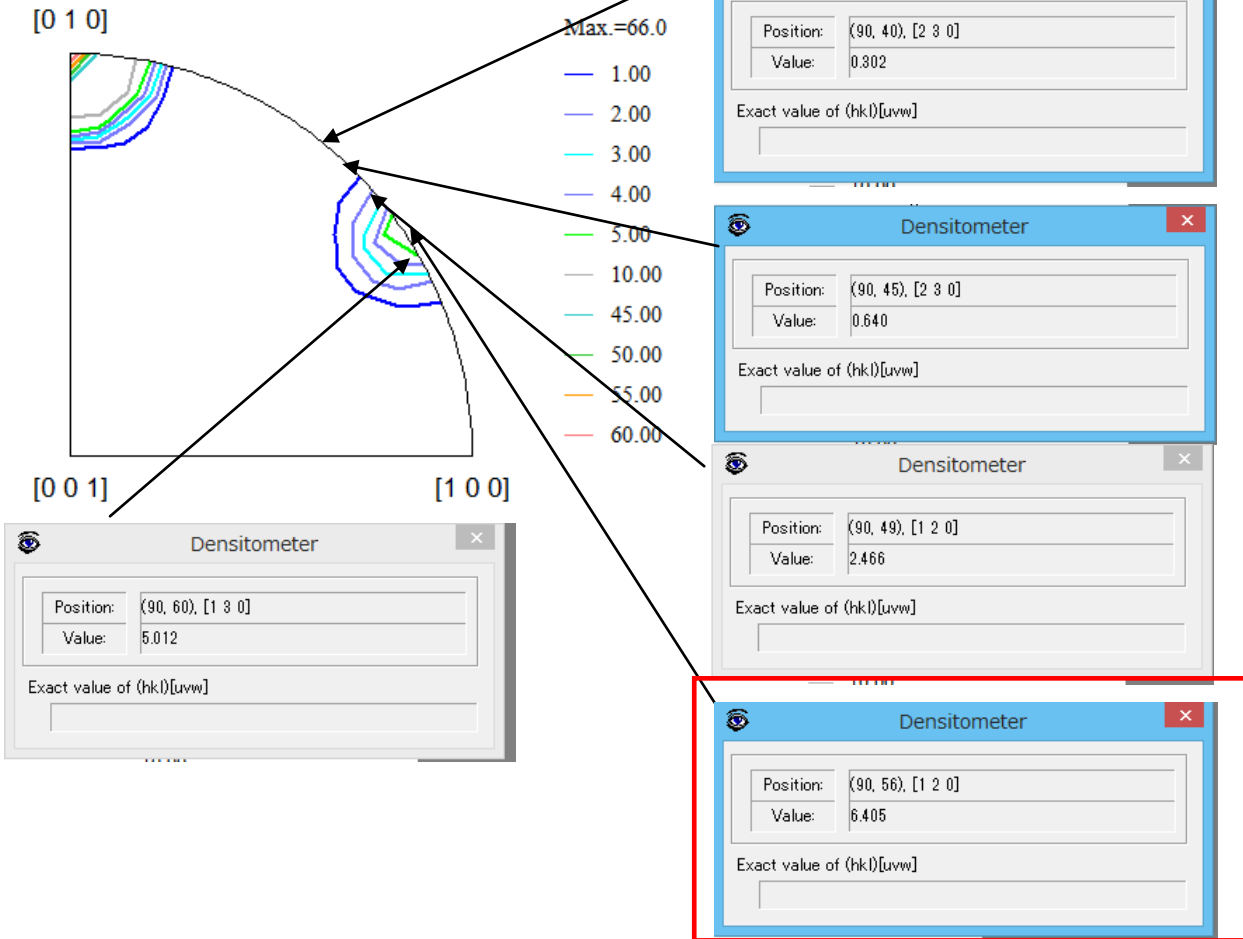 [0 1 0]
Max.=66.0
1.00
2.00
3.00
4.00
5.00
10.00
45.00
50.00
55.00
60.00
[0 0 1]
[1 0 0]
Position: (90, 40), [2 3 0]
Value: 0.302
Exact value of (hkl)[uvw]
Densitometer
Position: (90, 45), [2 3 0]
Value: 0.640
Exact value of (hkl)[uvw]
Densitometer
Position: (90, 49), [1 2 0]
Value: 2.466
Exact value of (hkl)[uvw]
Densitometer
Position: (90, 60), [1 3 0]
Value: 5.012
Exact value of (hkl)[uvw]
Densitometer
Position: (90, 56), [1 2 0]
Value: 6.405
Exact value of (hkl)[uvw]